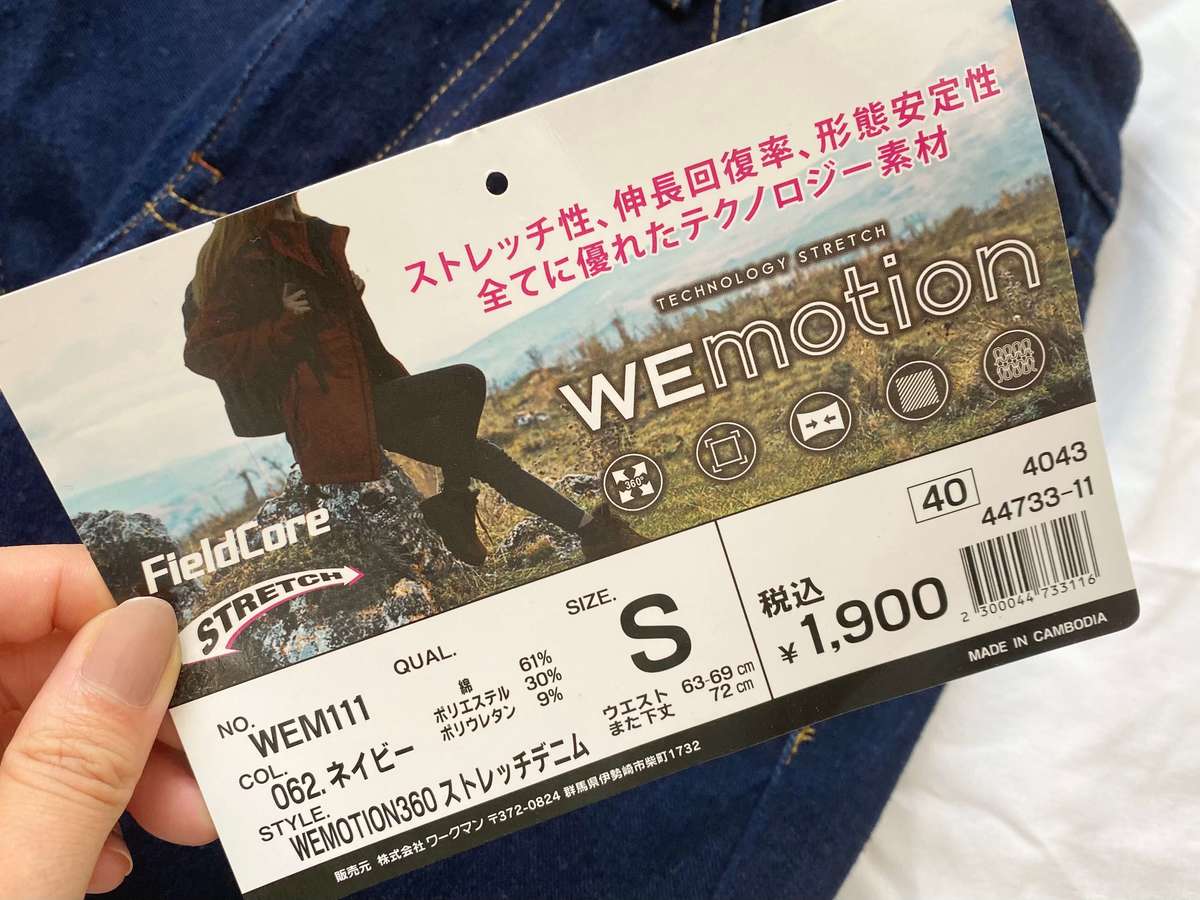 ストレッチ性、伸長回復率、形態安定性
全てに優れたテクノロジー素材
TECHNOLOGY STRETCH
WEmotion
360°
FieldCore
STRETCH
NO.
WEM111
COL.
062. ネイビー
STYLE.
WEMOTION360 ストレッチデニム
QUAL.
綿 61%
ポリエステル 30%
ポリウレタン 9%
SIZE.
S
ウエスト 63-69 cm
また下丈 72 cm
40
4043
44733-11
税込
¥1,900
2 300044 733116
MADE IN CAMBODIA
販売元 株式会社 ワークマン 〒372-0824 群馬県伊勢崎市柴町1732